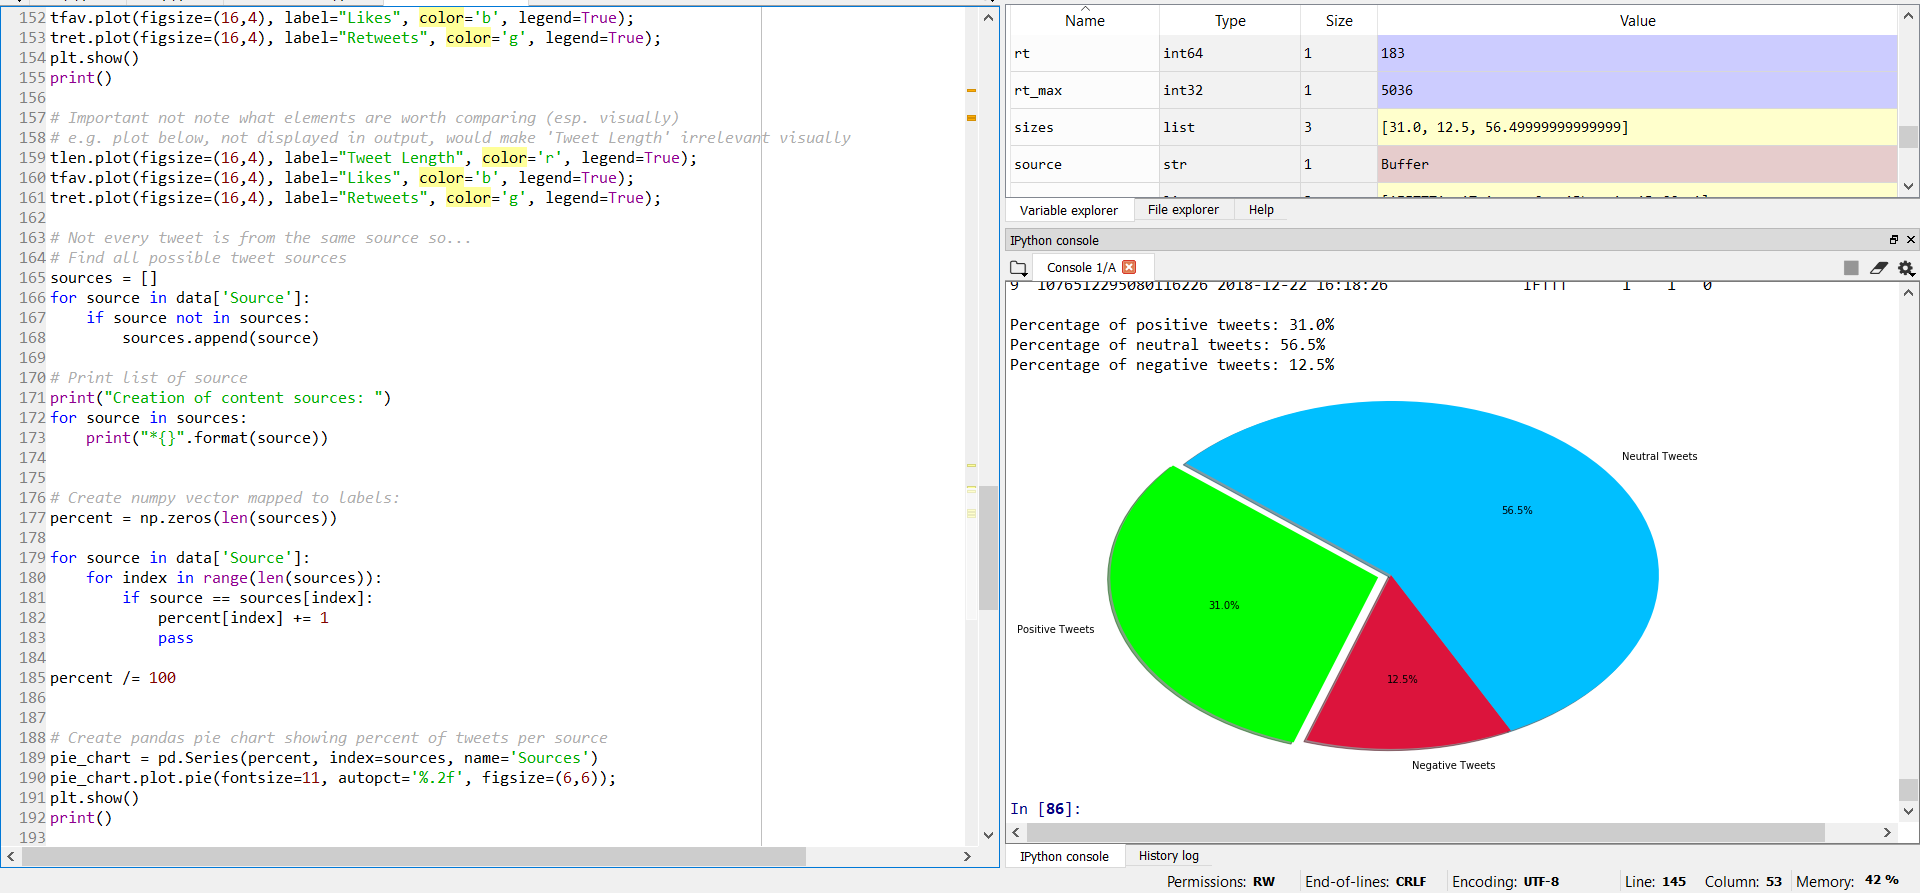 152 tfav.plot(figsize=(16,4), label="Likes", color='b', legend=True);
153 tret.plot(figsize=(16,4), label="Retweets", color='g', legend=True);
154 plt.show()
155 print()
156
157 # Important not note what elements are worth comparing (esp. visually)
158 # e.g. plot below, not displayed in output, would make 'Tweet Length' irrelevant visually
159 tlen.plot(figsize=(16,4), label="Tweet Length", color='r', legend=True);
160 tfav.plot(figsize=(16,4), label="Likes", color='b', legend=True);
161 tret.plot(figsize=(16,4), label="Retweets", color='g', legend=True);
162
163 # Not every tweet is from the same source so...
164 # Find all possible tweet sources
165 sources = []
166 for source in data['Source']:
167     if source not in sources:
168         sources.append(source)
169
170 # Print list of source
171 print("Creation of content sources: ")
172 for source in sources:
173     print("*{}".format(source))
174
175
176 # Create numpy vector mapped to labels:
177 percent = np.zeros(len(sources))
178
179 for source in data['Source']:
180     for index in range(len(sources)):
181         if source == sources[index]:
182             percent[index] += 1
183             pass
184
185 percent /= 100
186
187
188 # Create pandas pie chart showing percent of tweets per source
189 pie_chart = pd.Series(percent, index=sources, name='Sources')
190 pie_chart.plot.pie(fontsize=11, autopct='%.2f', figsize=(6,6));
191 plt.show()
192 print()
193
Name Type Size Value
rt int64 1 183
rt_max int32 1 5036
sizes list 3 [31.0, 12.5, 56.49999999999999]
source str 1 Buffer
Variable explorer File explorer Help
IPython console
Console 1/A
9 1076512295080116226 2018-12-22 16:18:26 IFTTT 1 1 0
Percentage of positive tweets: 31.0%
Percentage of neutral tweets: 56.5%
Percentage of negative tweets: 12.5%
Neutral Tweets
56.5%
31.0%
Positive Tweets
12.5%
Negative Tweets
In [86]:
IPython console History log
Permissions: RW End-of-lines: CRLF Encoding: UTF-8 Line: 145 Column: 53 Memory: 42 %